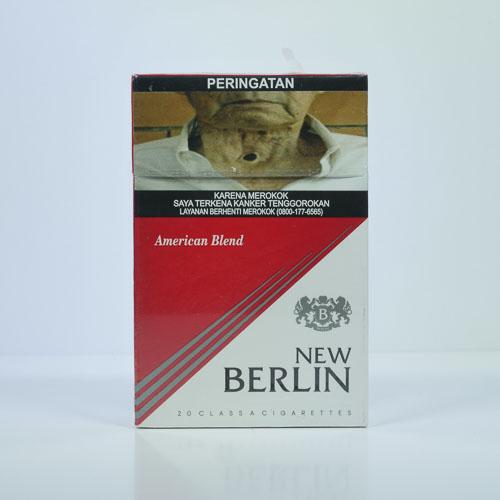 PERINGATAN
KARENA MEROKOK
SAYA TERKENA KANKER TENGGOROKAN
LAYANAN BERHENTI MEROKOK (0800-177-6565)
American Blend
B
NEW
BERLIN
20 CLASS A CIGARETTES